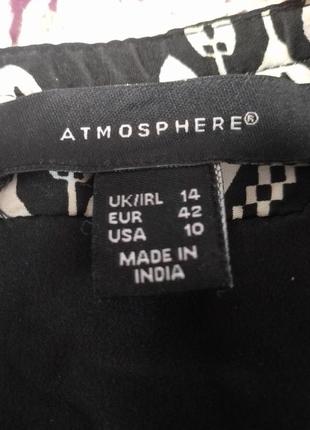 ATMOSPHERE®
UK/IRL 14
EUR 42
USA 10
MADE IN
INDIA